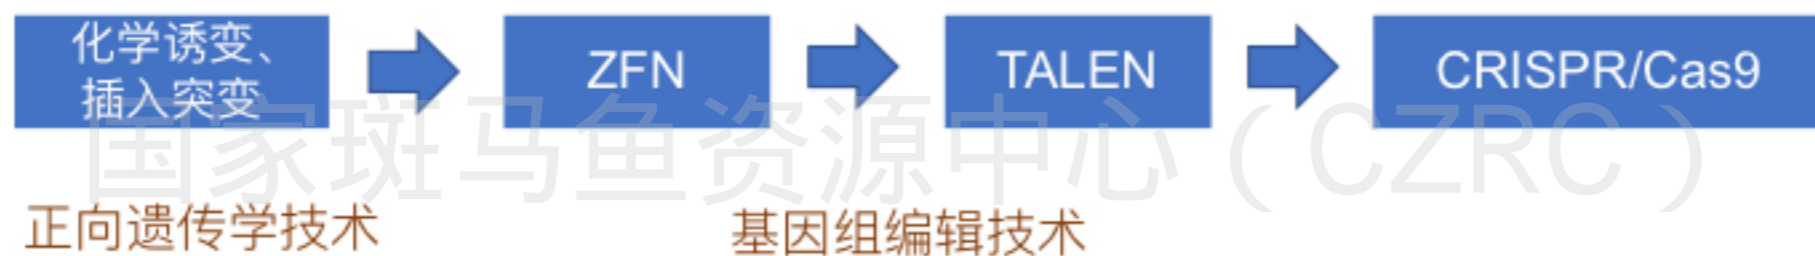 化学诱变、
插入突变
ZFN
TALEN
CRISPR/Cas9
国家斑马鱼资源中心（CZRC）
正向遗传学技术
基因组编辑技术